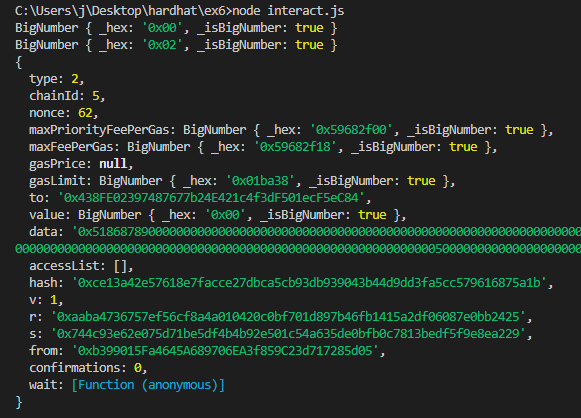 C:\Users\j\Desktop\hardhat\ex6>node interact.js
BigNumber { _hex: '0x00', _isBigNumber: true }
BigNumber { _hex: '0x02', _isBigNumber: true }
{
type: 2,
chainId: 5,
nonce: 62,
maxPriorityFeePerGas: BigNumber { _hex: '0x59682f00', _isBigNumber: true },
maxFeePerGas: BigNumber { _hex: '0x59682f18', _isBigNumber: true },
gasPrice: null,
gasLimit: BigNumber { _hex: '0x01ba38', _isBigNumber: true },
to: '0x438FE02397487677b24E421c4f3dF501ecF5eC84',
value: BigNumber { _hex: '0x00', _isBigNumber: true },
data: '0x5186878900000000000000000000000000000000000000000000000000000000000000
000000000000000000000000000000000000000000000000000000000000500000000000000000000
accessList: [],
hash: '0xce13a42e57618e7facce27dbca5cb93db939043b44d9dd3fa5cc579616875a1b',
v: 1,
r: '0xaaba4736757ef56cf8a4a010420c0bf701d897b46fb1415a2df06087e0bb2425',
s: '0x744c93e62e075d71be5df4b4b92e501c54a635de0bfb0c7813bedf5f9e8ea229',
from: '0xb399015Fa4645A689706EA3f859C23d717285d05',
confirmations: 0,
wait: [Function (anonymous)]
}